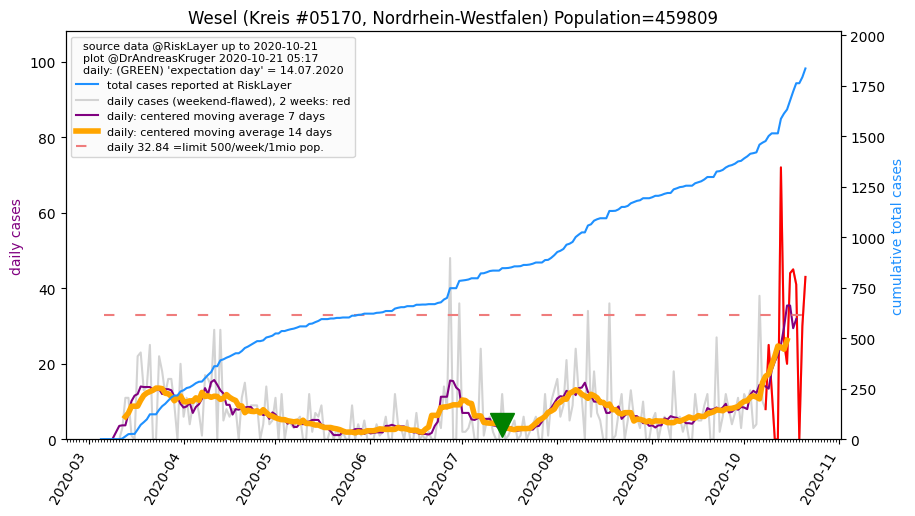 Wesel (Kreis #05170, Nordrhein-Westfalen) Population=459809
source data @RiskLayer up to 2020-10-21
plot @DrAndreasKruger 2020-10-21 05:17
daily: (GREEN) 'expectation day' = 14.07.2020
total cases reported at RiskLayer
daily cases (weekend-flawed), 2 weeks: red
daily: centered moving average 7 days
daily: centered moving average 14 days
daily 32.84 =limit 500/week/1mio pop.
daily cases
100
80
60
40
20
0
cumulative total cases
2000
1750
1500
1250
1000
750
500
250
0
2020-03
2020-04
2020-05
2020-06
2020-07
2020-08
2020-09
2020-10
2020-11